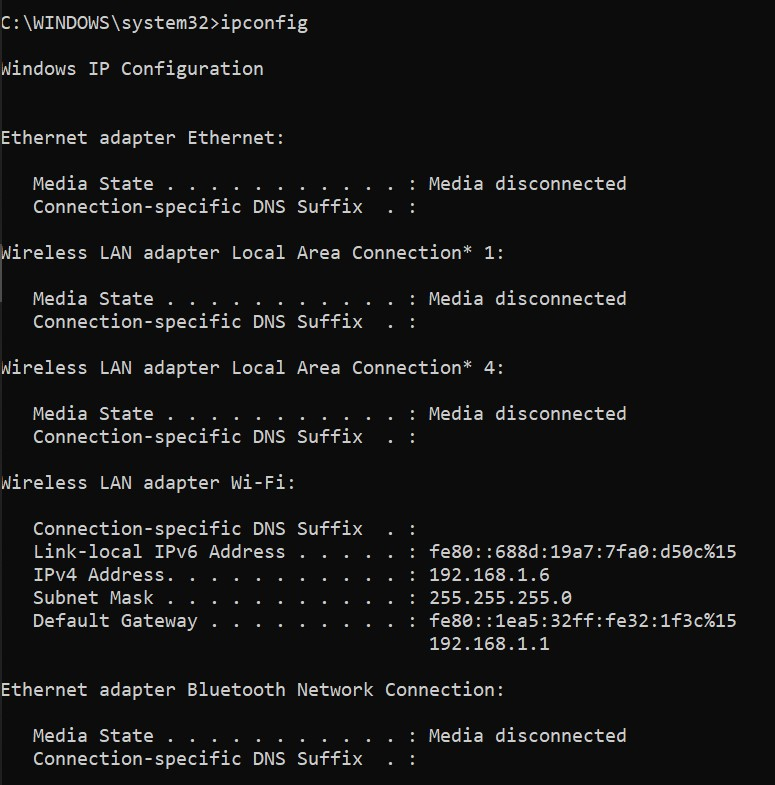 C:\WINDOWS\system32>ipconfig
Windows IP Configuration
Ethernet adapter Ethernet:
Media State . . . . . . . . . . . : Media disconnected
Connection-specific DNS Suffix  . :
Wireless LAN adapter Local Area Connection* 1:
Media State . . . . . . . . . . . : Media disconnected
Connection-specific DNS Suffix  . :
Wireless LAN adapter Local Area Connection* 4:
Media State . . . . . . . . . . . : Media disconnected
Connection-specific DNS Suffix  . :
Wireless LAN adapter Wi-Fi:
Connection-specific DNS Suffix  . :
Link-local IPv6 Address . . . . . : fe80::688d:19a7:7fa0:d50c%15
IPv4 Address. . . . . . . . . . . : 192.168.1.6
Subnet Mask . . . . . . . . . . . : 255.255.255.0
Default Gateway . . . . . . . . . : fe80::1ea5:32ff:fe32:1f3c%15
192.168.1.1
Ethernet adapter Bluetooth Network Connection:
Media State . . . . . . . . . . . : Media disconnected
Connection-specific DNS Suffix  . :